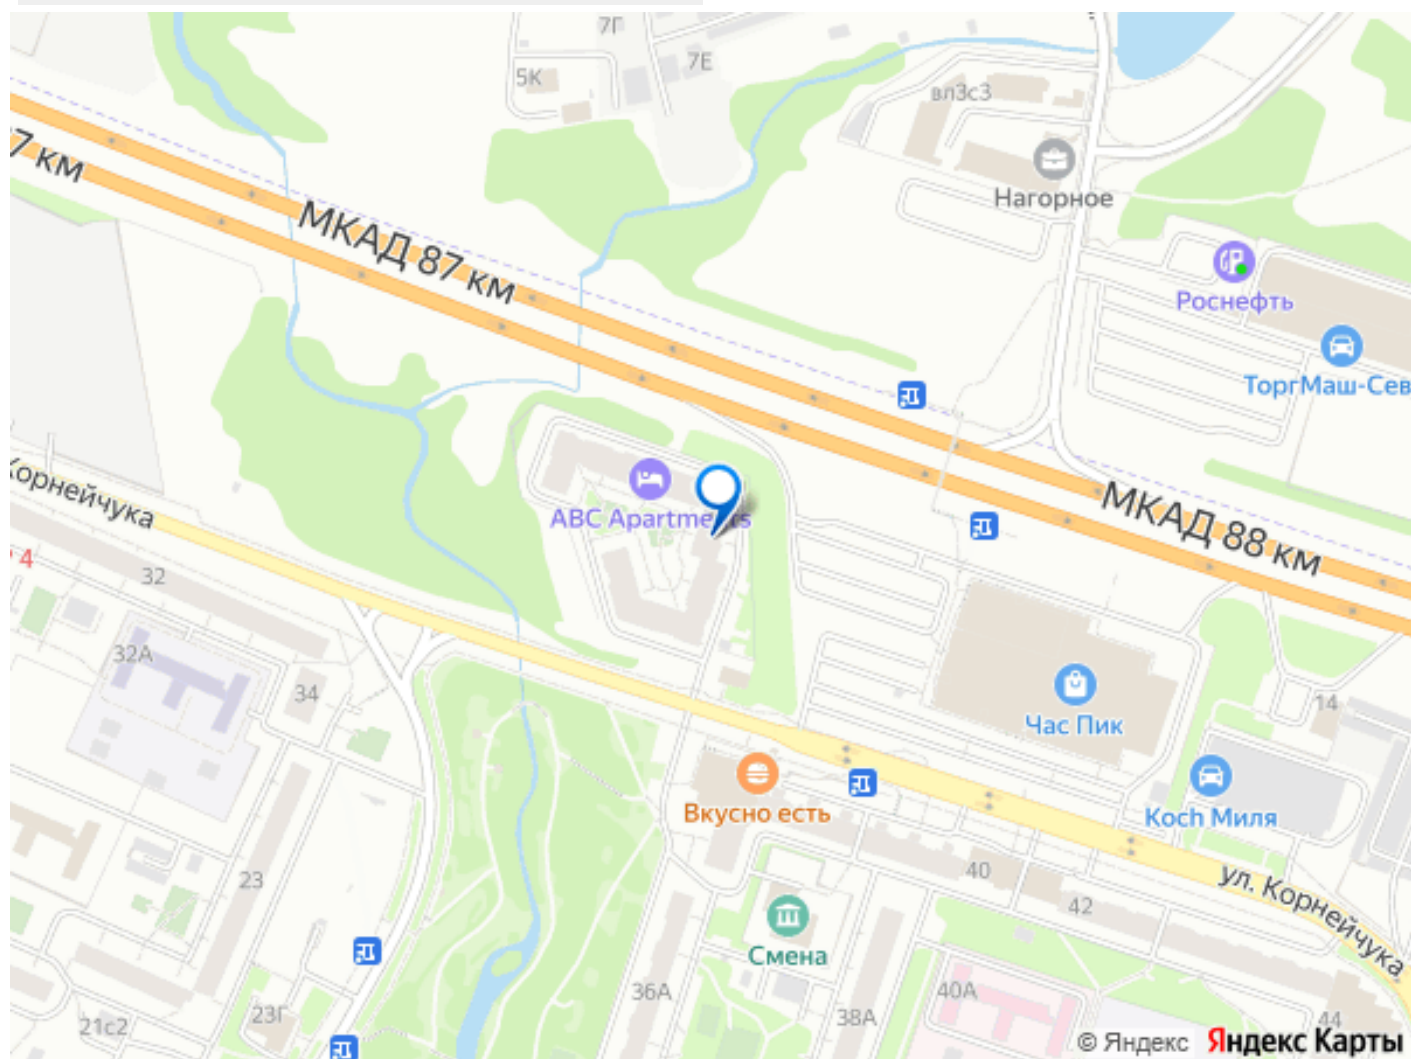 7Г
7Е
5К
вл3с3
7 км
Нагорное
МКАД 87 км
Роснефть
ТоргМаш-Сев
Корнейчука
ABC Apartments
МКАД 88 км
4
32
32А
34
14
Час Пик
Вкусно есть
Koch Миля
23
40
ул. Корнейчука
42
Смена
36А
40А
23Г
21с2
38А
44
© Яндекс Яндекс Карты